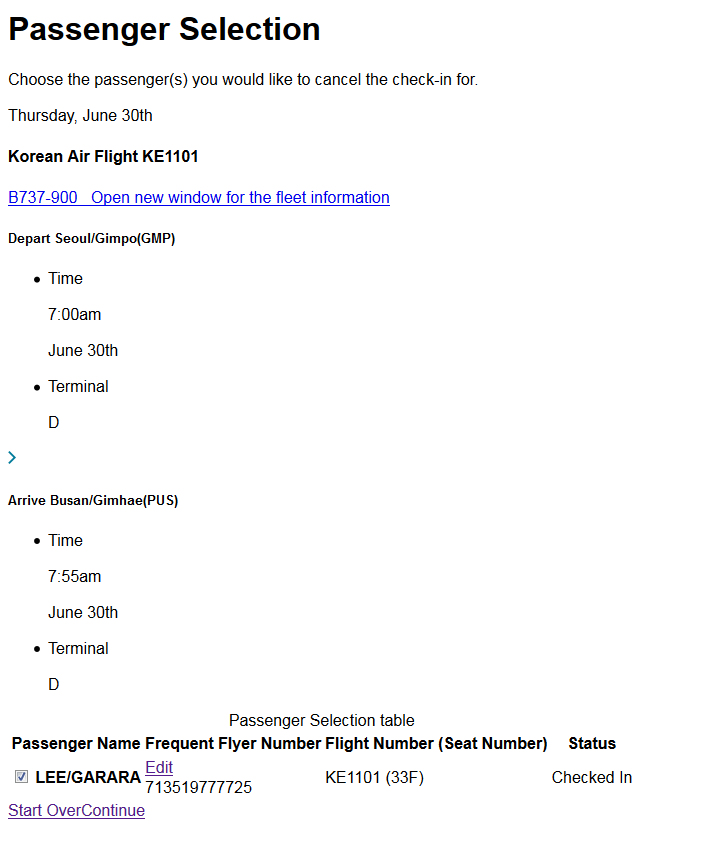 Passenger Selection
Choose the passenger(s) you would like to cancel the check-in for.
Thursday, June 30th
Korean Air Flight KE1101
B737-900 Open new window for the fleet information
Depart Seoul/Gimpo(GMP)
Time
7:00am
June 30th
Terminal
D
Arrive Busan/Gimhae(PUS)
Time
7:55am
June 30th
Terminal
D
Passenger Selection table
Passenger Name Frequent Flyer Number Flight Number (Seat Number) Status
LEE/GARARA Edit
713519777725 KE1101 (33F) Checked In
Start OverContinue